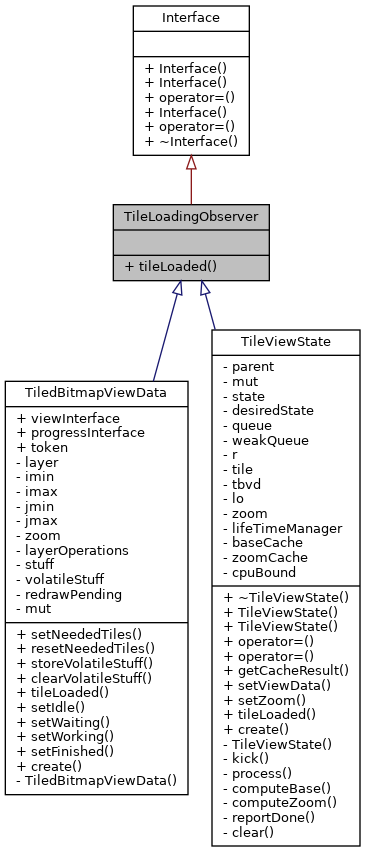 Interface
+ Interface()
+ Interface()
+ operator=()
+ Interface()
+ operator=()
+ ~Interface()
TileLoadingObserver
+ tileLoaded()
TiledBitmapViewData
+ viewInterface
+ progressInterface
+ token
- layer
- imin
- imax
- jmin
- jmax
- zoom
- layerOperations
- stuff
- volatileStuff
- redrawPending
- mut
+ setNeededTiles()
+ resetNeededTiles()
+ storeVolatileStuff()
+ clearVolatileStuff()
+ tileLoaded()
+ setIdle()
+ setWaiting()
+ setWorking()
+ setFinished()
+ create()
- TiledBitmapViewData()
TileViewState
- parent
- mut
- state
- desiredState
- queue
- weakQueue
- r
- tile
- tbvd
- lo
- zoom
- lifeTimeManager
- baseCache
- zoomCache
- cpuBound
+ ~TileViewState()
+ TileViewState()
+ TileViewState()
+ operator=()
+ operator=()
+ getCacheResult()
+ setViewData()
+ setZoom()
+ tileLoaded()
+ create()
- TileViewState()
- kick()
- process()
- computeBase()
- computeZoom()
- reportDone()
- clear()